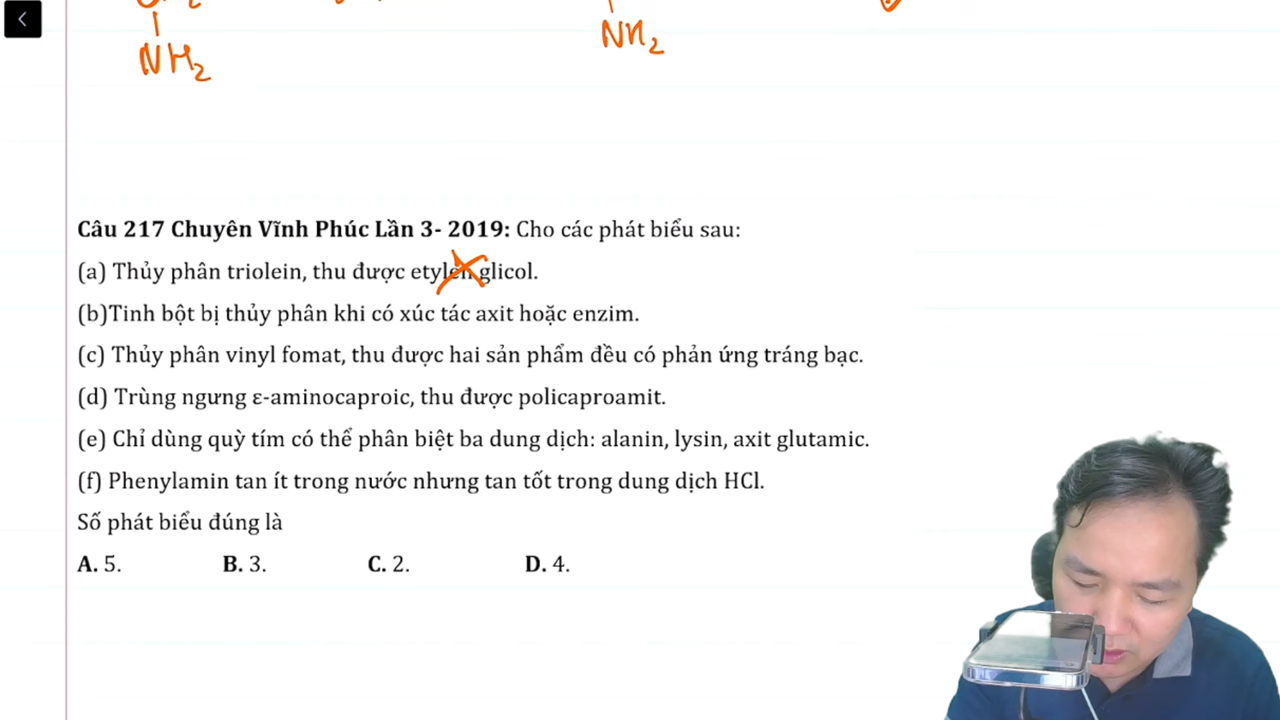 NH2
NH2
Câu 217 Chuyên Vĩnh Phúc Lần 3- 2019: Cho các phát biểu sau:
(a) Thủy phân triolein, thu được etylen glicol.
(b)Tinh bột bị thủy phân khi có xúc tác axit hoặc enzim.
(c) Thủy phân vinyl fomat, thu được hai sản phẩm đều có phản ứng tráng bạc.
(d) Trùng ngưng ε-aminocaproic, thu được policaproamit.
(e) Chỉ dùng quỳ tím có thể phân biệt ba dung dịch: alanin, lysin, axit glutamic.
(f) Phenylamin tan ít trong nước nhưng tan tốt trong dung dịch HCl.
Số phát biểu đúng là
A. 5. B. 3. C. 2. D. 4.